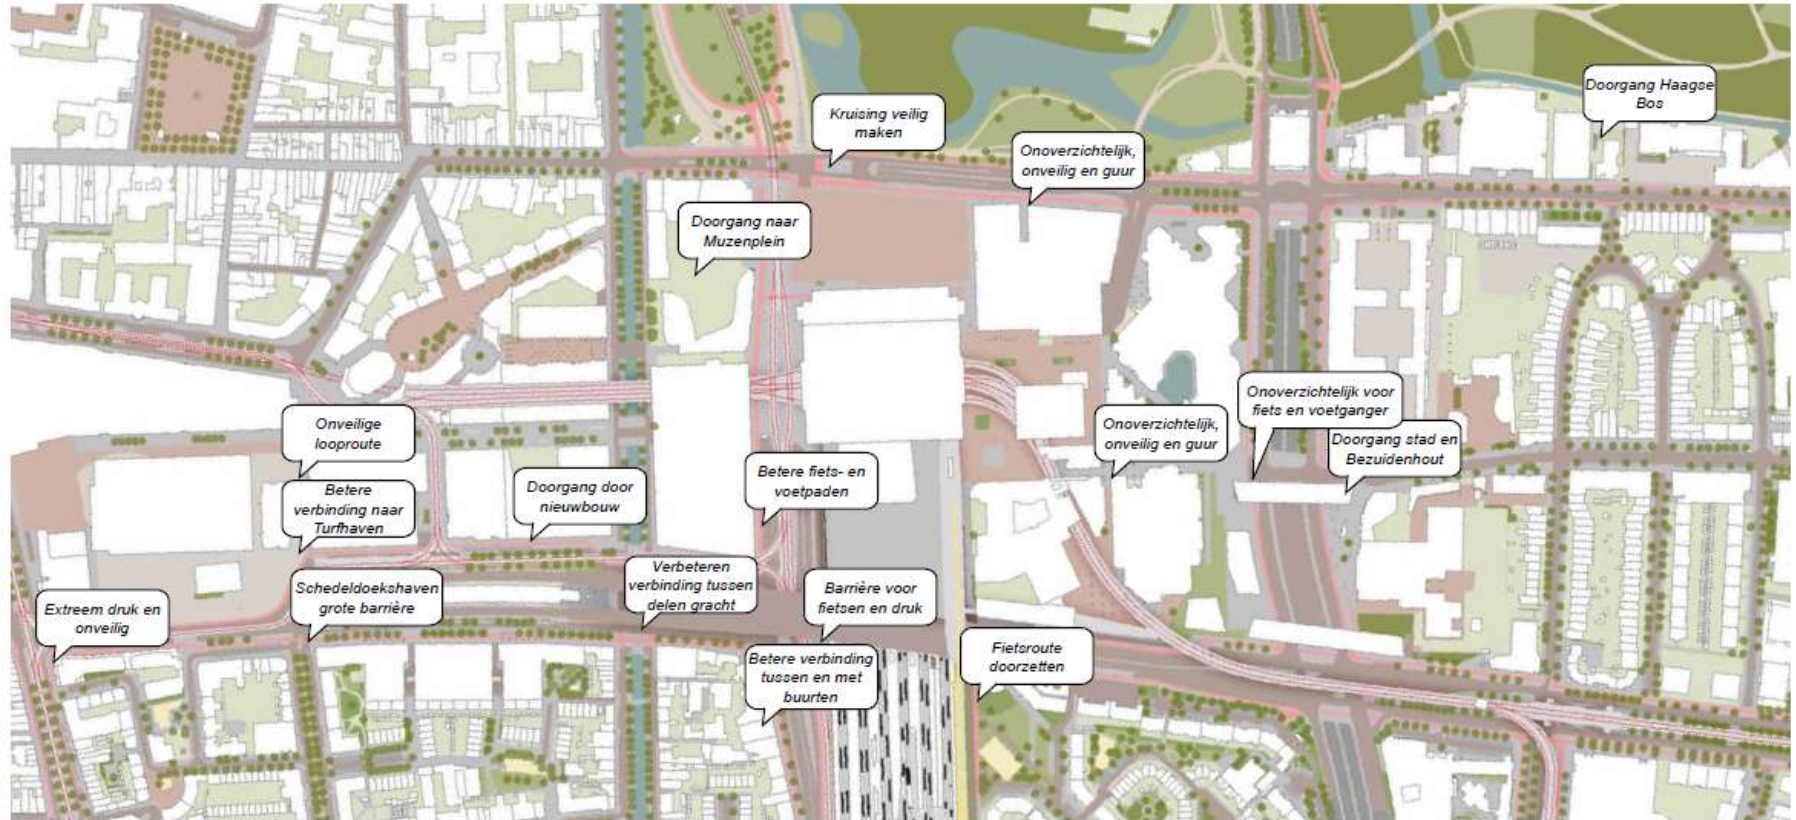 Doorgang Haagse
Bos
Kruising veilig
maken
Onoverzichtelijk,
onveilig en guur
Doorgang naar
Muzenplein
Onoverzichtelijk voor
fiets en voetganger
Onveilige
looproute
Onoverzichtelijk,
onveilig en guur
Doorgang stad en
Bezuidenhout
Betere fiets- en
voetpaden
Doorgang door
nieuwbouw
Betere
verbinding naar
Turfhaven
Verbeteren
verbinding tussen
delen gracht
Schedeldoekshaven
grote barrière
Barrière voor
fietsen en druk
Extreem druk en
onveilig
Fietsroute
doorzetten
Betere verbinding
tussen en met
buurten